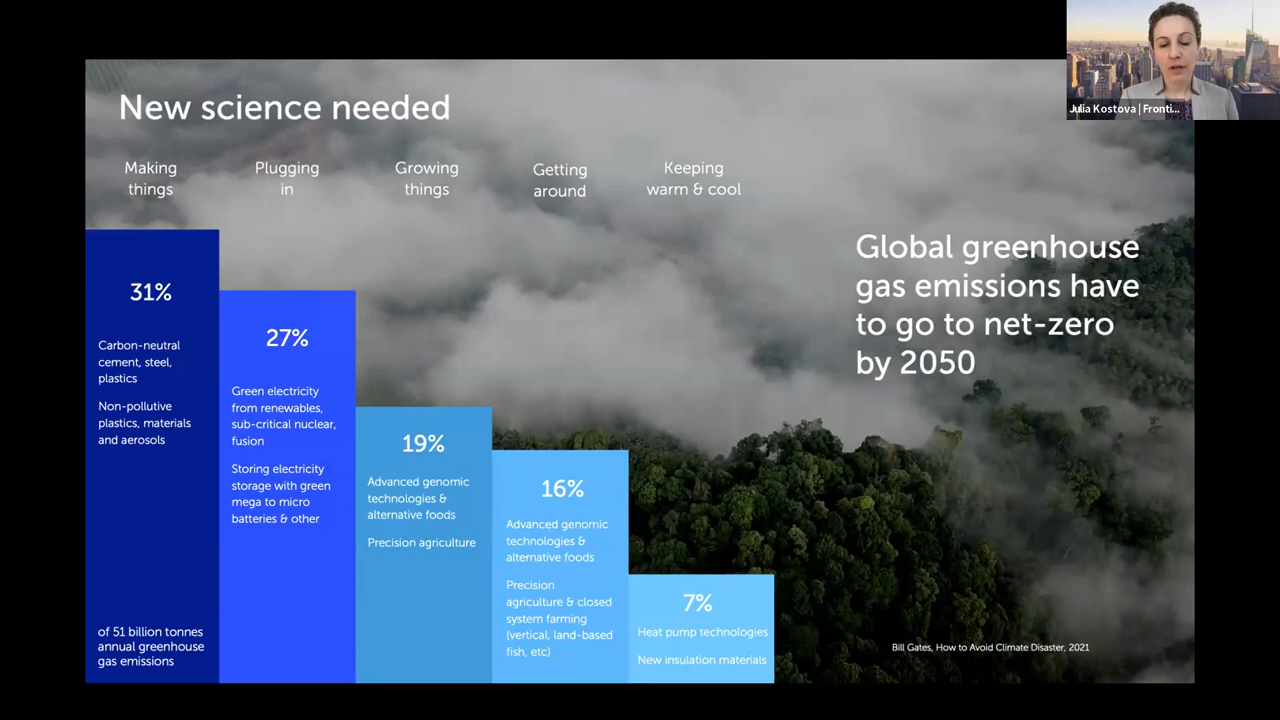 New science needed
Making
things
Plugging
in
Growing
things
Getting
around
Keeping
warm & cool
31%
Carbon-neutral
cement, steel,
plastics
Non-pollutive
plastics, materials
and aerosols
of 51 billion tonnes
annual greenhouse
gas emissions
27%
Green electricity
from renewables,
sub-critical nuclear,
fusion
Storing electricity
storage with green
mega to micro
batteries & other
19%
Advanced genomic
technologies &
alternative foods
Precision agriculture
16%
Advanced genomic
technologies &
alternative foods
Precision
agriculture & closed
system farming
(vertical, land-based
fish, etc)
7%
Heat pump technologies
New insulation materials
Global greenhouse
gas emissions have
to go to net-zero
by 2050
Bill Gates, How to Avoid Climate Disaster, 2021
Julia Kostova | Fronti...